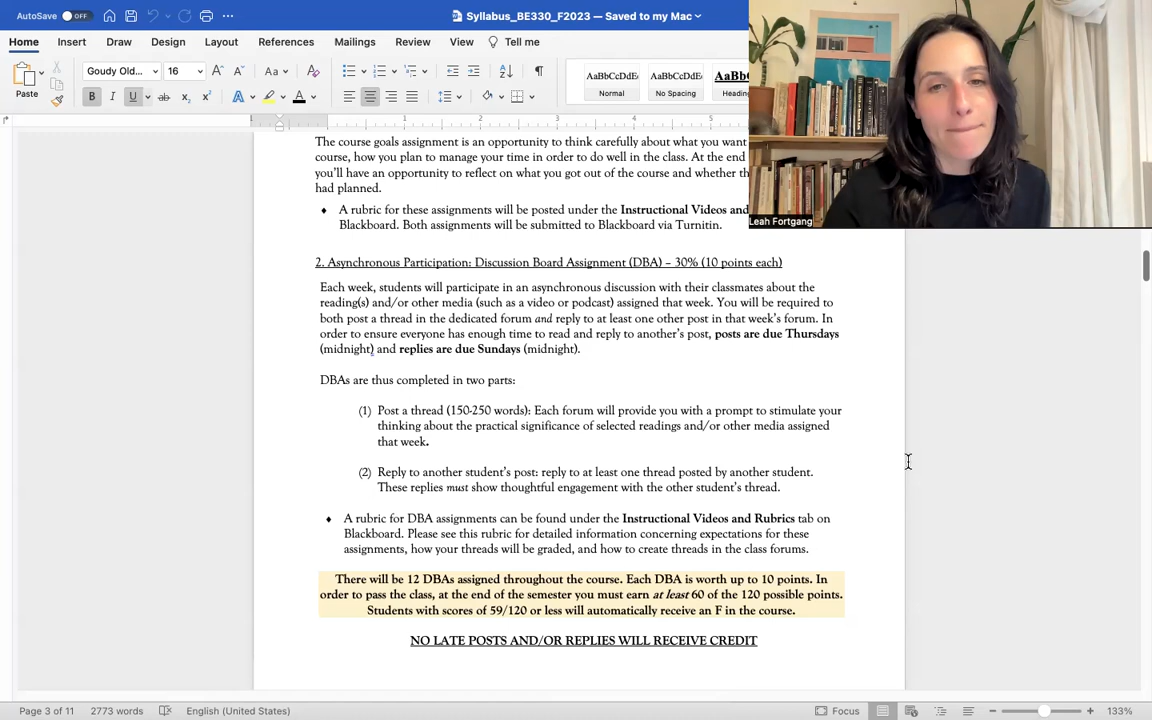 AutoSave OFF
Syllabus_BE330_F2023 — Saved to my Mac
Home Insert Draw Design Layout References Mailings Review View Tell me
Paste
Goudy Old... 16 Aa
B I U ab x² A
AaBbCcDdE AaBbCcDdE AaBbCcD
Normal No Spacing Heading
1 1 2 3 4 5
Leah Fortgang
The course goals assignment is an opportunity to think carefully about what you want
course, how you plan to manage your time in order to do well in the class. At the end
you'll have an opportunity to reflect on what you got out of the course and whether th
had planned.
♦ A rubric for these assignments will be posted under the Instructional Videos and
Blackboard. Both assignments will be submitted to Blackboard via Turnitin.
2. Asynchronous Participation: Discussion Board Assignment (DBA) – 30% (10 points each)
Each week, students will participate in an asynchronous discussion with their classmates about the
reading(s) and/or other media (such as a video or podcast) assigned that week. You will be required to
both post a thread in the dedicated forum and reply to at least one other post in that week's forum. In
order to ensure everyone has enough time to read and reply to another's post, posts are due Thursdays
(midnight) and replies are due Sundays (midnight).
DBAs are thus completed in two parts:
(1) Post a thread (150-250 words): Each forum will provide you with a prompt to stimulate your
thinking about the practical significance of selected readings and/or other media assigned
that week.
(2) Reply to another student's post: reply to at least one thread posted by another student.
These replies must show thoughtful engagement with the other student's thread.
♦ A rubric for DBA assignments can be found under the Instructional Videos and Rubrics tab on
Blackboard. Please see this rubric for detailed information concerning expectations for these
assignments, how your threads will be graded, and how to create threads in the class forums.
There will be 12 DBAs assigned throughout the course. Each DBA is worth up to 10 points. In
order to pass the class, at the end of the semester you must earn at least 60 of the 120 possible points.
Students with scores of 59/120 or less will automatically receive an F in the course.
NO LATE POSTS AND/OR REPLIES WILL RECEIVE CREDIT
Page 3 of 11 2773 words English (United States) Focus 133%